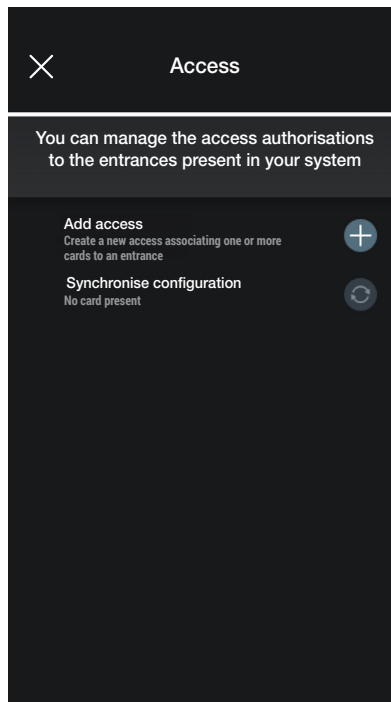 Access
You can manage the access authorisations
to the entrances present in your system
Add access
Create a new access associating one or more
cards to an entrance
Synchronise configuration
No card present